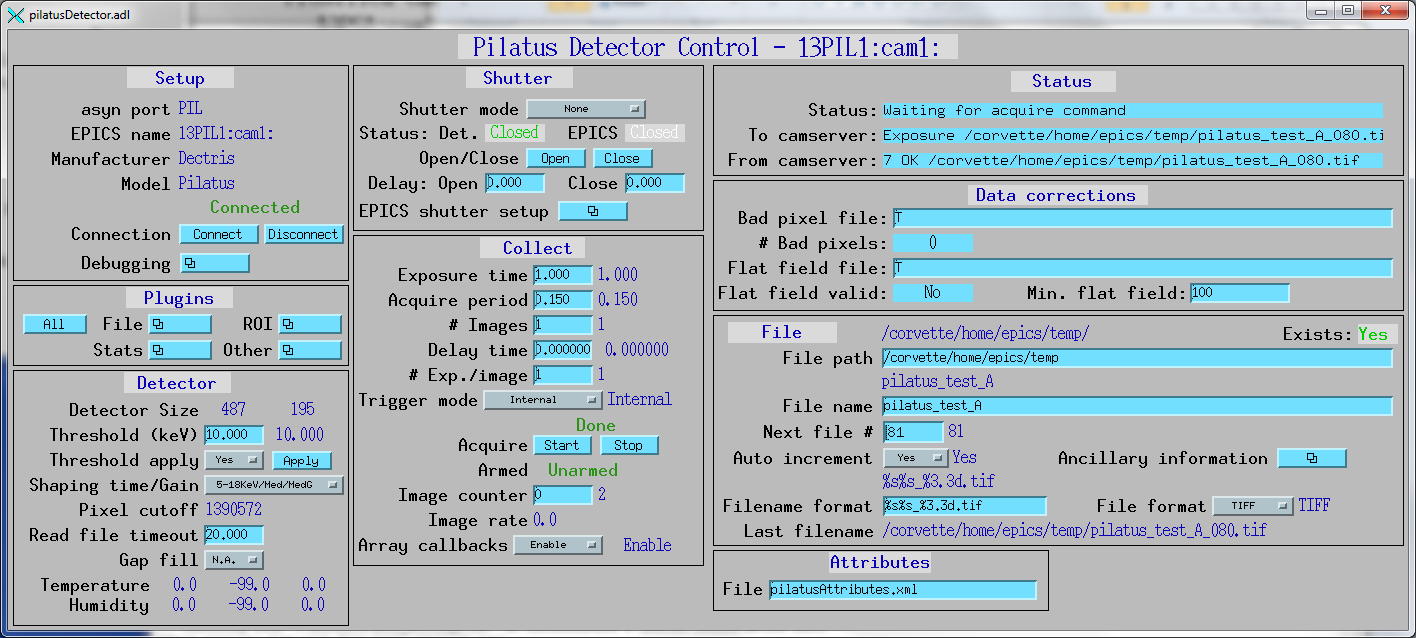 pilatusDetector.adl
Pilatus Detector Control - 13PIL1:cam1:
Setup
asyn port PIL
EPICS name 13PIL1:cam1:
Manufacturer Dectris
Model Pilatus
Connected
Connection Connect Disconnect
Debugging
Plugins
All File ROI
Stats Other
Detector
Detector Size 487 195
Threshold (keV) 10.000 10.000
Threshold apply Yes Apply
Shaping time/Gain 5-18KeV/Med/MedG
Pixel cutoff 1390572
Read file timeout 20.000
Gap fill N.A.
Temperature 0.0 -99.0 0.0
Humidity 0.0 -99.0 0.0
Shutter
Shutter mode None
Status: Det. Closed EPICS Closed
Open/Close Open Close
Delay: Open 0.000 Close 0.000
EPICS shutter setup
Collect
Exposure time 1.000 1.000
Acquire period 0.150 0.150
# Images 1 1
Delay time 0.000000 0.000000
# Exp./image 1 1
Trigger mode Internal Internal
Done
Acquire Start Stop
Armed Unarmed
Image counter 0 2
Image rate 0.0
Array callbacks Enable Enable
Status
Status: Waiting for acquire command
To camserver: Exposure /corvette/home/epics/temp/pilatus_test_A_080.ti
From camserver: 7 OK /corvette/home/epics/temp/pilatus_test_A_080.tif
Data corrections
Bad pixel file: T
# Bad pixels: 0
Flat field file: T
Flat field valid: No Min. flat field: 100
File /corvette/home/epics/temp/ Exists: Yes
File path /corvette/home/epics/temp
pilatus_test_A
File name pilatus_test_A
Next file # 81 81
Auto increment Yes Yes Ancillary information
%s%s_%3.3d.tif
Filename format %s%s_%3.3d.tif File format TIFF TIFF
Last filename /corvette/home/epics/temp/pilatus_test_A_080.tif
Attributes
File pilatusAttributes.xml